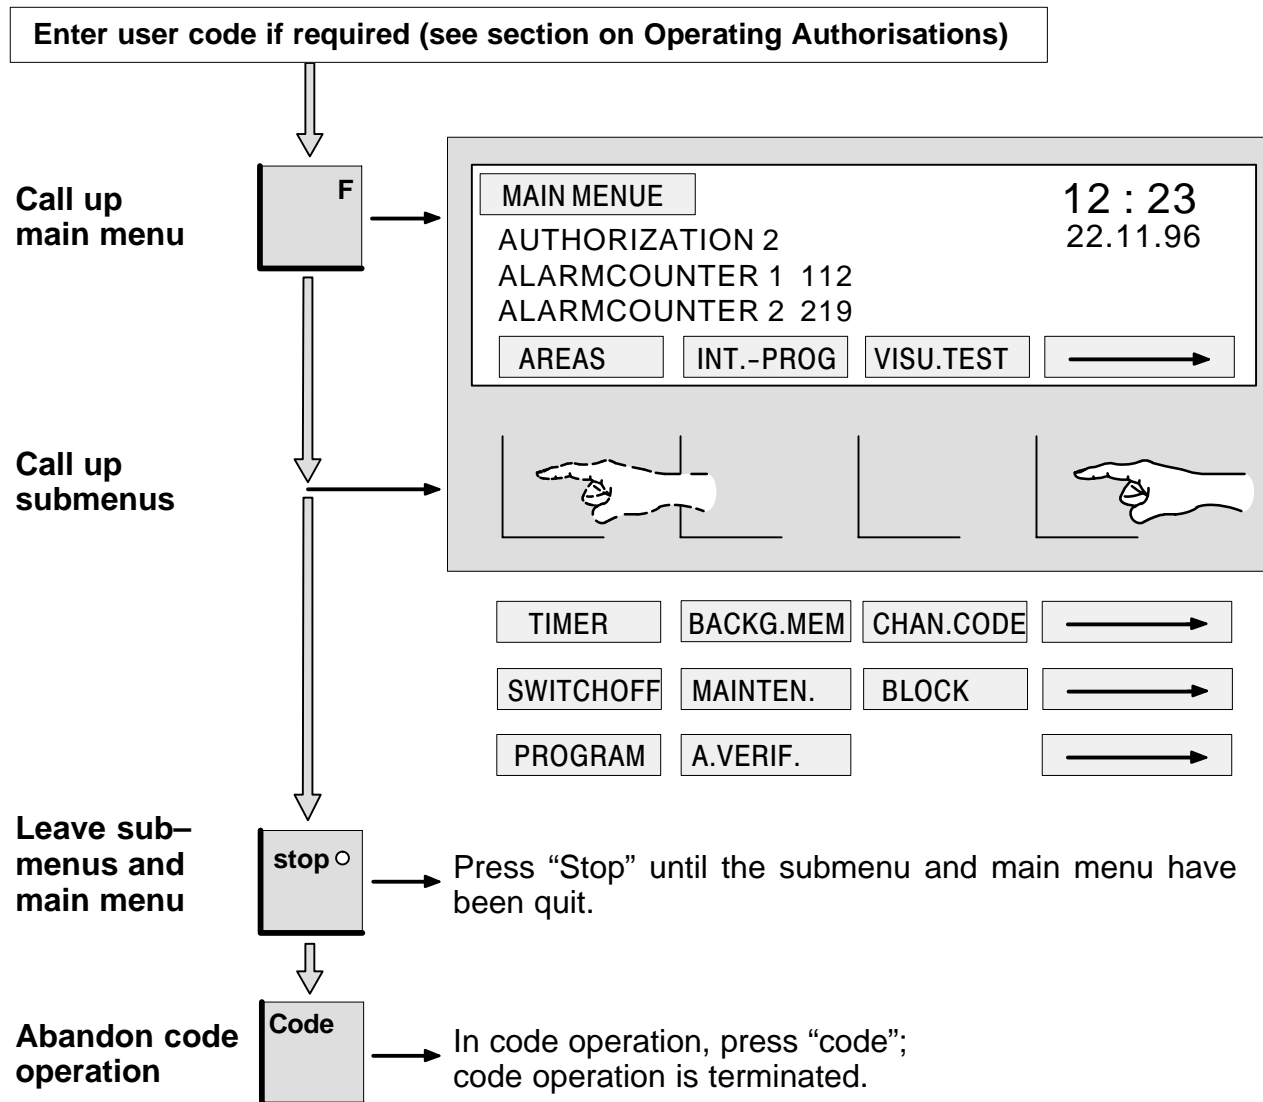 Enter user code if required (see section on Operating Authorisations)
Call up
main menu
F
MAIN MENUE
12 : 23
AUTHORIZATION 2
22.11.96
ALARMCOUNTER 1 112
ALARMCOUNTER 2 219
AREAS INT.-PROG VISU.TEST
Call up
submenus
TIMER BACKG.MEM CHAN.CODE
SWITCHOFF MAINTEN. BLOCK
PROGRAM A.VERIF.
Leave sub–
menus and
main menu
stop
Press “Stop” until the submenu and main menu have
been quit.
Abandon code
operation
Code
In code operation, press “code”;
code operation is terminated.